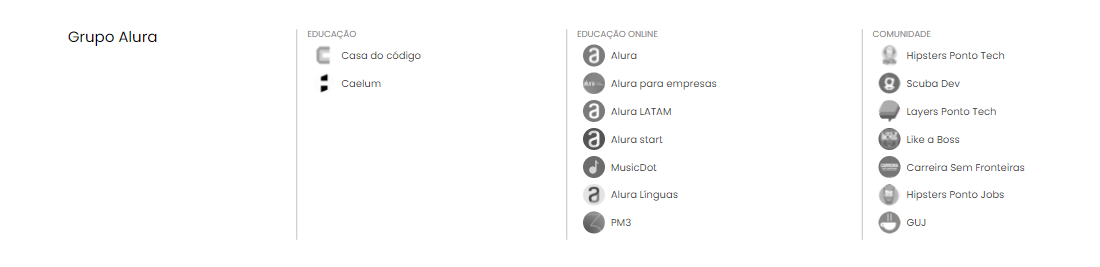 Grupo Alura
EDUCAÇÃO
Casa do código
Caelum
EDUCAÇÃO ONLINE
Alura
Alura para empresas
Alura LATAM
Alura start
MusicDot
Alura Línguas
PM3
COMUNIDADE
Hipsters Ponto Tech
Scuba Dev
Layers Ponto Tech
Like a Boss
Carreira Sem Fronteiras
Hipsters Ponto Jobs
GUJ